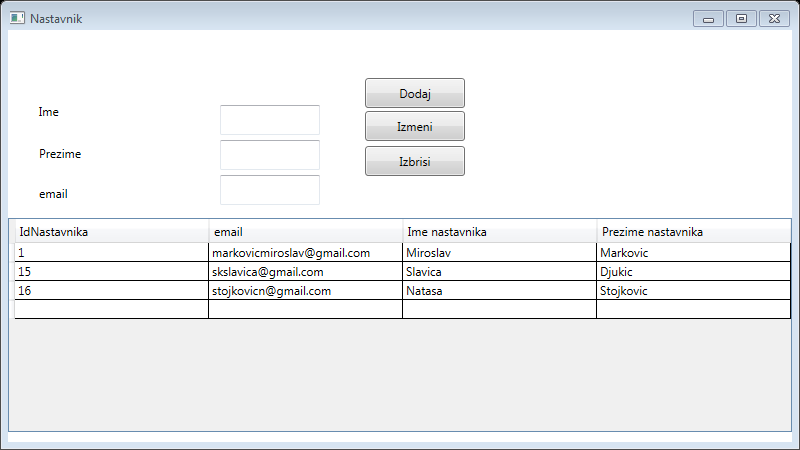 Nastavnik
Dodaj
Ime
Izmeni
Prezime
Izbrisi
email
IdNastavnika email Ime nastavnika Prezime nastavnika
1 markovicmiroslav@gmail.com Miroslav Markovic
15 skslavica@gmail.com Slavica Djukic
16 stojkovicn@gmail.com Natasa Stojkovic